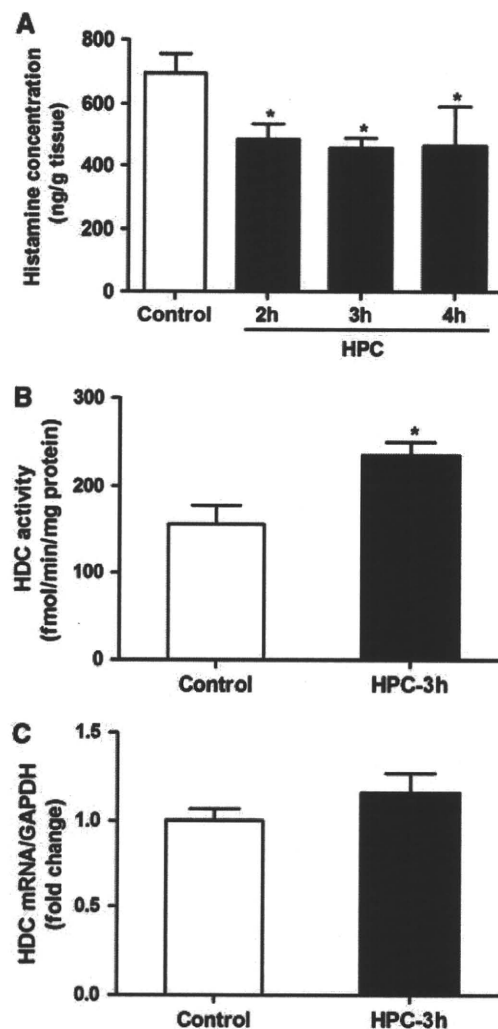 A
Histamine concentration
(ng/g tissue)
800
600
400
200
0
*
*
*
Control
2h
3h
4h
HPC
B
HDC activity
(fmol/min/mg protein)
300
200
100
0
*
Control
HPC-3h
C
HDC mRNA/GAPDH
(fold change)
1.5
1.0
0.5
0.0
Control
HPC-3h